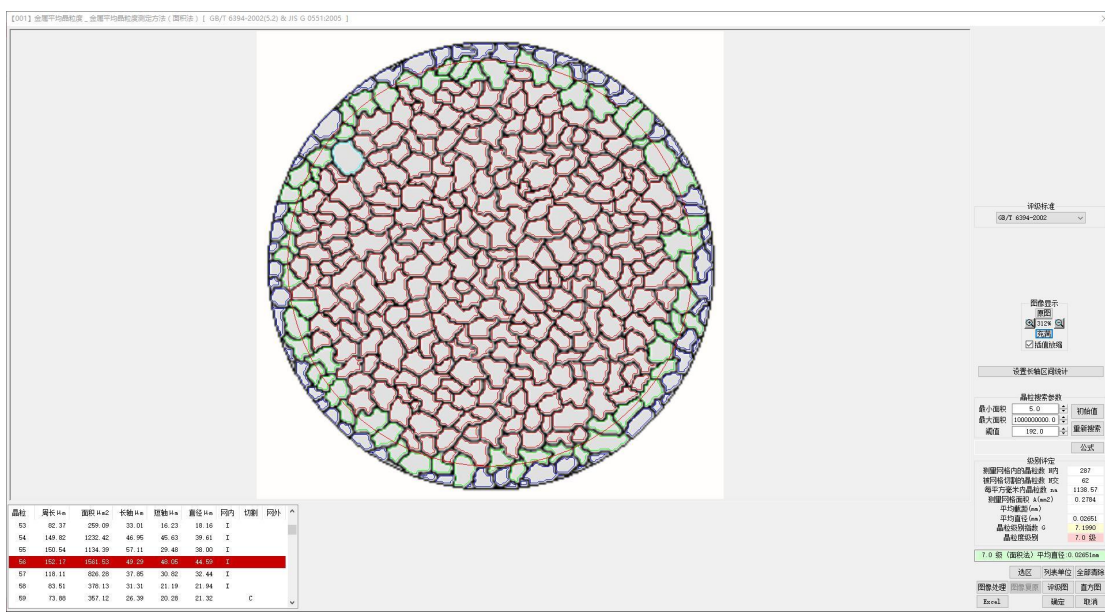 【001】金属平均晶粒度 _ 金属平均晶粒度测定方法（面积法）[ GB/T 6394-2002(5.2) & JIS G 0551:2005 ]
评级标准
GB/T 6394-2002
图像显示
原图
312%
充满
插值放缩
设置长轴区间统计
晶粒搜索参数
最小面积 5.0 初始值
最大面积 1000000000.0
阈值 192.0 重新搜索
公式
级别评定
测量网格内的晶粒数 N内 287
被网格切割的晶粒数 N交 62
每平方毫米内晶粒数 na 1138.57
测量网格面积 A(mm2) 0.2784
平均截距(mm)
平均直径(mm) 0.02651
晶粒级别指数 G 7.1990
晶粒度级别 7.0 级
7.0 级（面积法）平均直径:0.02651mm
选区 列表单位 全部清除
图像处理 图像复原 评级图 直方图
Excel 确定 取消
晶粒 周长μm 面积μm2 长轴μm 短轴μm 直径μm 网内 切割 网外
53 82.37 259.09 33.01 16.23 18.16 I
54 149.82 1232.42 46.95 45.63 39.61 I
55 150.54 1134.39 57.11 29.48 38.00 I
56 152.17 1561.53 49.29 48.05 44.59 I
57 118.11 826.28 37.85 30.82 32.44 I
58 83.51 378.13 31.31 21.19 21.94 I
59 73.88 357.12 26.39 20.28 21.32 C